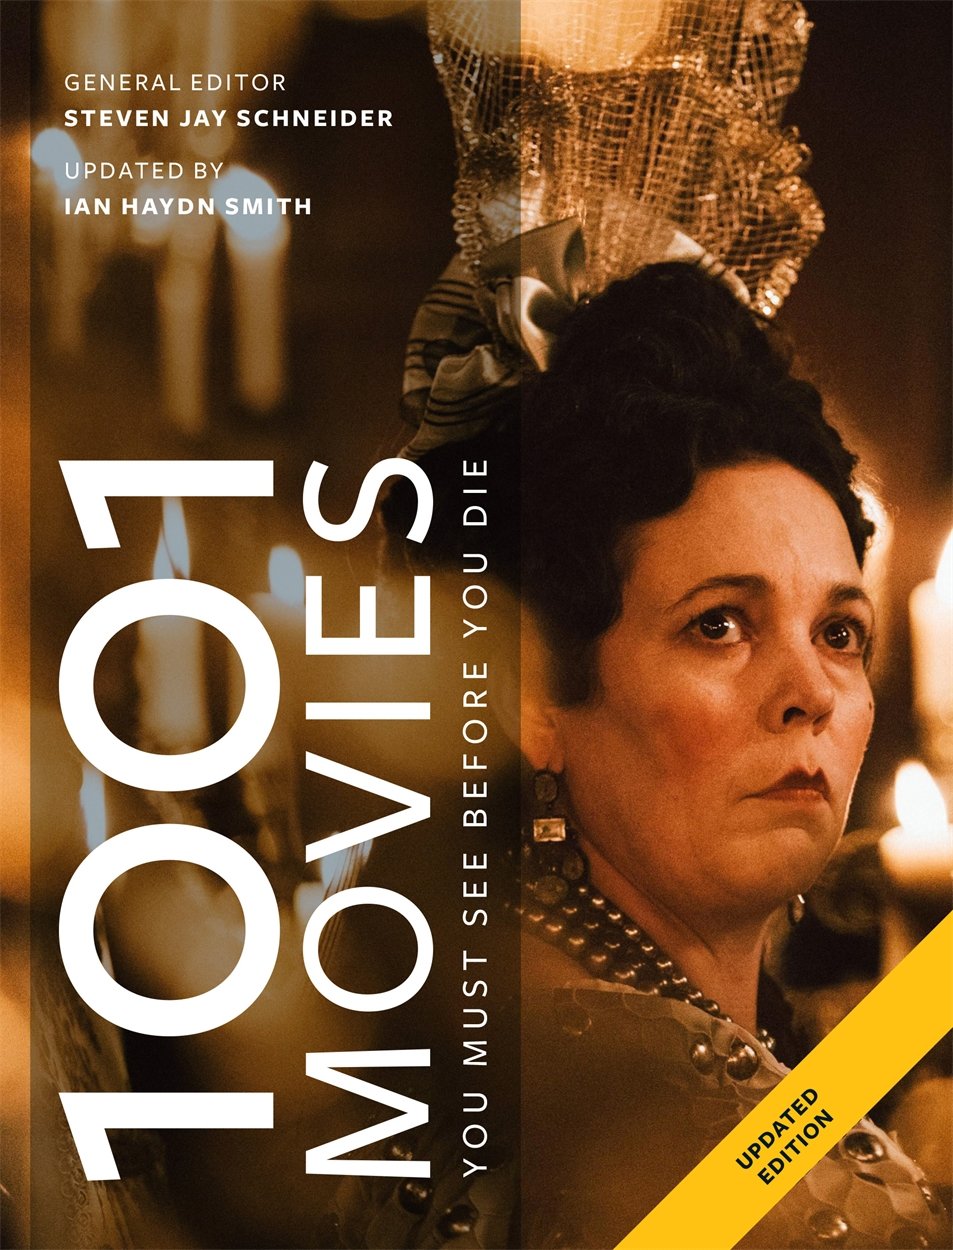 GENERAL EDITOR
STEVEN JAY SCHNEIDER
UPDATED BY
IAN HAYDN SMITH
1001
MOVIES
YOU MUST SEE BEFORE YOU DIE
UPDATED
EDITION